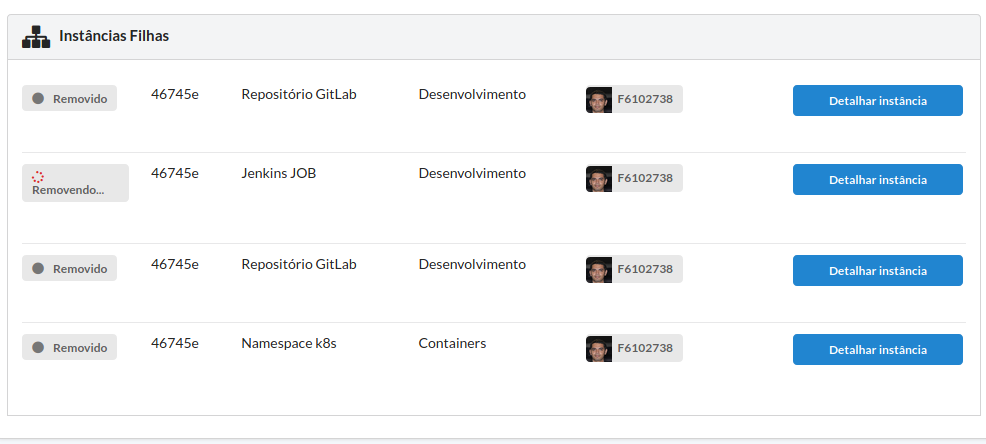 Instâncias Filhas
Removido 46745e Repositório GitLab Desenvolvimento F6102738 Detalhar instância
Removendo... 46745e Jenkins JOB Desenvolvimento F6102738 Detalhar instância
Removido 46745e Repositório GitLab Desenvolvimento F6102738 Detalhar instância
Removido 46745e Namespace k8s Containers F6102738 Detalhar instância